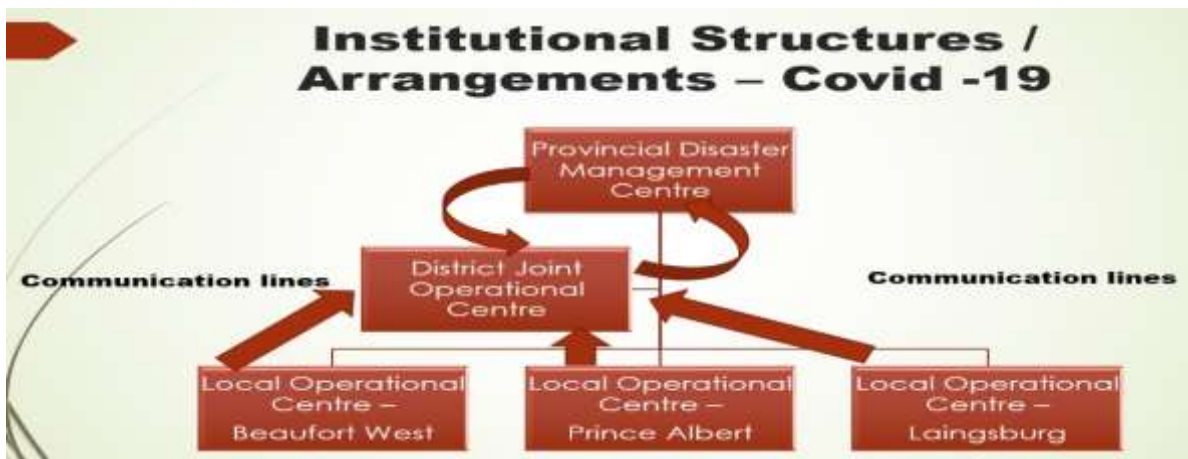 Institutional Structures /
Arrangements – Covid -19
Provincial Disaster
Management
Centre
District Joint
Operational
Centre
Communication lines
Communication lines
Local Operational
Centre –
Beaufort West
Local Operational
Centre –
Prince Albert
Local Operational
Centre –
Laingsburg